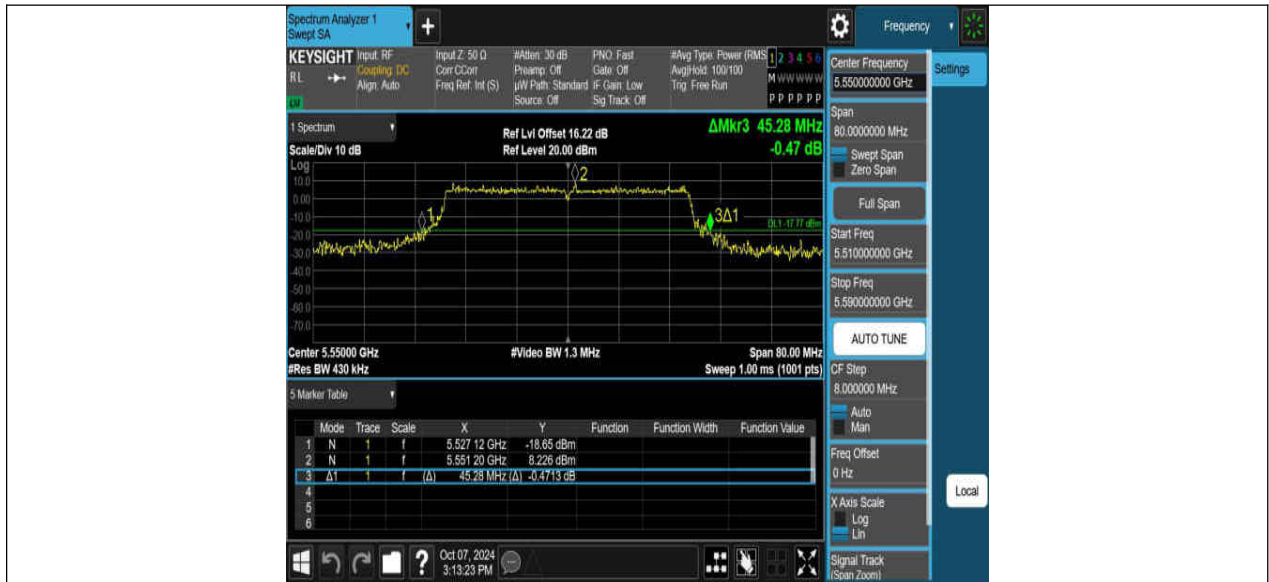 Spectrum Analyzer 1
Swept SA
+
Frequency
KEYSIGHT
RL
LM
Input: RF
Coupling: DC
Align: Auto
Input Z: 50 Ω
Corr CCorr
Freq Ref: Int (S)
#Atten: 30 dB
Preamp: Off
µW Path: Standard
Source: Off
PNO: Fast
Gate: Off
IF Gain: Low
Sig Track: Off
#Avg Type: Power (RMS
Avg|Hold: 100/100
Trig: Free Run
1 2 3 4 5 6
M W W W W W
P P P P P P
Center Frequency
5.550000000 GHz
Settings
Span
80.0000000 MHz
Swept Span
Zero Span
Full Span
Start Freq
5.510000000 GHz
Stop Freq
5.590000000 GHz
AUTO TUNE
CF Step
8.000000 MHz
Auto
Man
Freq Offset
0 Hz
X Axis Scale
Log
Lin
Signal Track
(Span Zoom)
Local
1 Spectrum
Scale/Div 10 dB
Log
Ref Lvl Offset 16.22 dB
Ref Level 20.00 dBm
ΔMkr3 45.28 MHz
-0.47 dB
10.0
0.00
-10.0
-20.0
-30.0
-40.0
-50.0
-60.0
-70.0
1
2
3Δ1
DL1 -17.77 dBm
Center 5.55000 GHz
#Video BW 1.3 MHz
Span 80.00 MHz
#Res BW 430 kHz
Sweep 1.00 ms (1001 pts)
5 Marker Table
Mode Trace Scale X Y Function Function Width Function Value
1 N 1 f 5.527 12 GHz -18.65 dBm
2 N 1 f 5.551 20 GHz 8.226 dBm
3 Δ1 1 f (Δ) 45.28 MHz (Δ) -0.4713 dB
4
5
6
?
Oct 07, 2024
3:13:23 PM